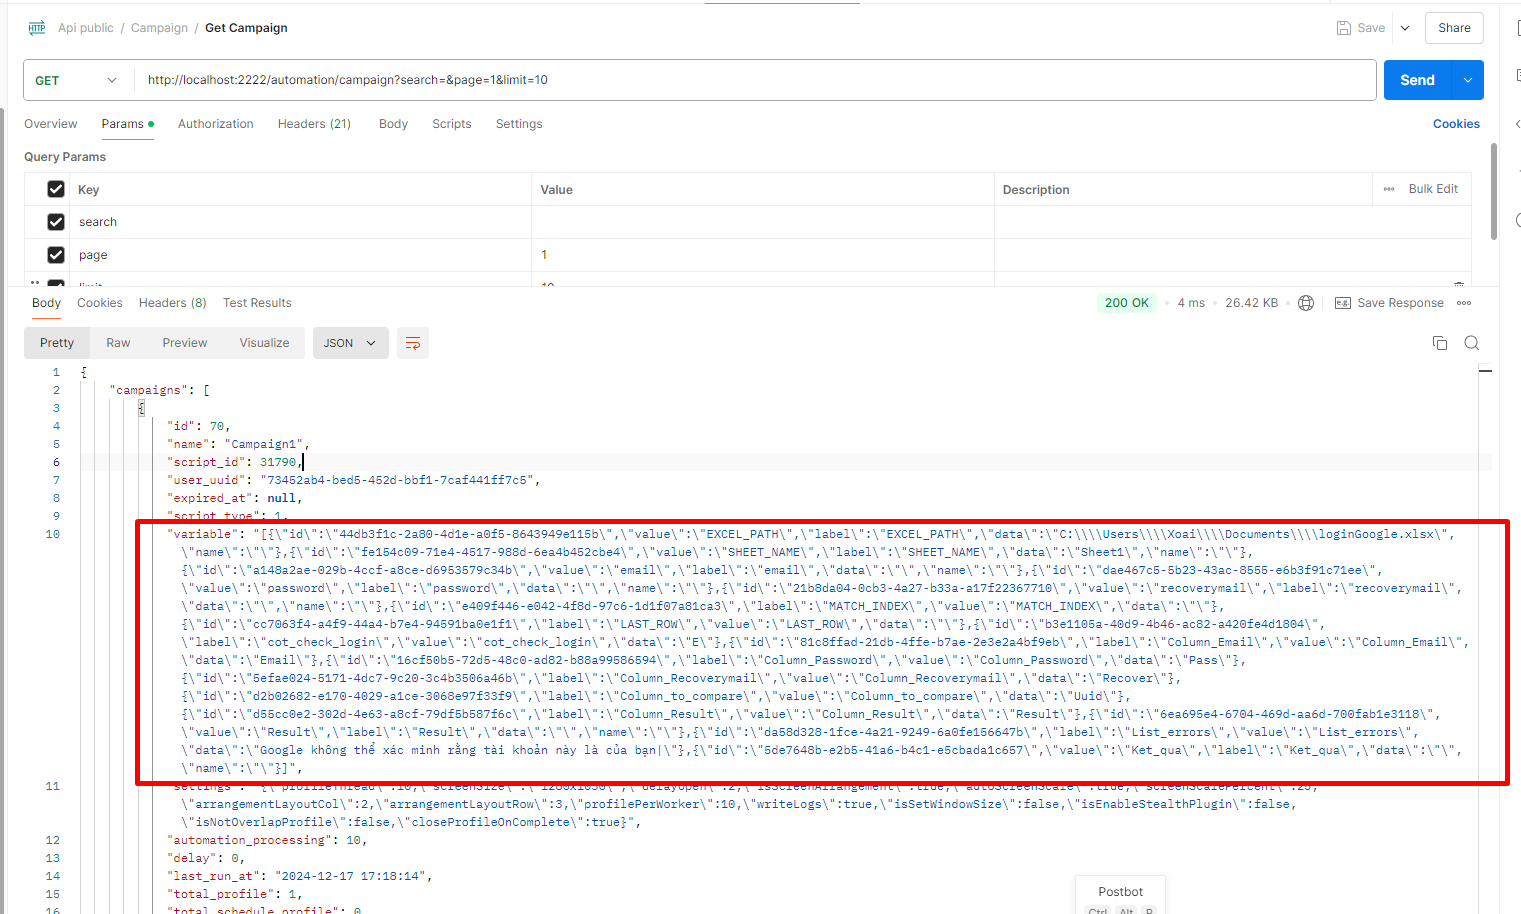 HTTP Api public / Campaign / Get Campaign
Save
Share
GET http://localhost:2222/automation/campaign?search=&page=1&limit=10
Send
Overview Params Authorization Headers (21) Body Scripts Settings
Cookies
Query Params
Key Value Description ••• Bulk Edit
search
page 1
limit 10
Body Cookies Headers (8) Test Results
200 OK • 4 ms • 26.42 KB • e.g. Save Response •••
Pretty Raw Preview Visualize JSON
1 {
2 "campaigns": [
3 {
4 "id": 70,
5 "name": "Campaign1",
6 "script_id": 31790,
7 "user_uuid": "73452ab4-bed5-452d-bbf1-7caf441ff7c5",
8 "expired_at": null,
9 "script_type": 1,
10 "variable": "[{\"id\":\"44db3f1c-2a80-4d1e-a0f5-8643949e115b\",\"value\":\"EXCEL_PATH\",\"label\":\"EXCEL_PATH\",\"data\":\"C:\\\\Users\\\\Xoai\\\\Documents\\\\loginGoogle.xlsx\",
\"name\":\"\"},{\"id\":\"fe154c09-71e4-4517-988d-6ea4b452cbe4\",\"value\":\"SHEET_NAME\",\"label\":\"SHEET_NAME\",\"data\":\"Sheet1\",\"name\":\"\"},
{\"id\":\"a148a2ae-029b-4ccf-a8ce-d6953579c34b\",\"value\":\"email\",\"label\":\"email\",\"data\":\"\",\"name\":\"\"},{\"id\":\"dae467c5-5b23-43ac-8555-e6b3f91c71ee\",
\"value\":\"password\",\"label\":\"password\",\"data\":\"\",\"name\":\"\"},{\"id\":\"21b8da04-0cb3-4a27-b33a-a17f22367710\",\"value\":\"recoverymail\",\"label\":\"recoverymail\",
\"data\":\"\",\"name\":\"\"},{\"id\":\"e409f446-e042-4f8d-97c6-1d1f07a81ca3\",\"label\":\"MATCH_INDEX\",\"value\":\"MATCH_INDEX\",\"data\":\"\"},
{\"id\":\"cc7063f4-a4f9-44a4-b7e4-94591ba0e1f1\",\"label\":\"LAST_ROW\",\"value\":\"LAST_ROW\",\"data\":\"\"},{\"id\":\"b3e1105a-40d9-4b46-ac82-a420fe4d1804\",
\"label\":\"cot_check_login\",\"value\":\"cot_check_login\",\"data\":\"E\"},{\"id\":\"81c8ffad-21db-4ffe-b7ae-2e3e2a4bf9eb\",\"label\":\"Column_Email\",\"value\":\"Column_Email\",
\"data\":\"Email\"},{\"id\":\"16cf50b5-72d5-48c0-ad82-b88a99586594\",\"label\":\"Column_Password\",\"value\":\"Column_Password\",\"data\":\"Pass\"},
{\"id\":\"5efae024-5171-4dc7-9c20-3c4b3506a46b\",\"label\":\"Column_Recoverymail\",\"value\":\"Column_Recoverymail\",\"data\":\"Recover\"},
{\"id\":\"d2b02682-e170-4029-a1ce-3068e97f33f9\",\"label\":\"Column_to_compare\",\"value\":\"Column_to_compare\",\"data\":\"Uuid\"},
{\"id\":\"d55cc0e2-302d-4e63-a8cf-79df5b587f6c\",\"label\":\"Column_Result\",\"value\":\"Column_Result\",\"data\":\"Result\"},{\"id\":\"6ea695e4-6704-469d-aa6d-700fab1e3118\",
\"value\":\"Result\",\"label\":\"Result\",\"data\":\"\",\"name\":\"\"},{\"id\":\"da58d328-1fce-4a21-9249-6a0fe156647b\",\"label\":\"List_errors\",\"value\":\"List_errors\",
\"data\":\"Google không thể xác minh rằng tài khoản này là của bạn|\"},{\"id\":\"5de7648b-e2b5-41a6-b4c1-e5cbada1c657\",\"value\":\"Ket_qua\",\"label\":\"Ket_qua\",\"data\":\"\",
\"name\":\"\"}]",
11 "settings": "{\"profileThread\":10,\"screenSize\":\"1280x1050\",\"delayOpen\":2,\"isScreenArrangement\":true,\"autoScreenScale\":true,\"screenScalePercent\":25,
\"arrangementLayoutCol\":2,\"arrangementLayoutRow\":3,\"profilePerWorker\":10,\"writeLogs\":true,\"isSetWindowSize\":false,\"isEnableStealthPlugin\":false,
\"isNotOverlapProfile\":false,\"closeProfileOnComplete\":true}",
12 "automation_processing": 10,
13 "delay": 0,
14 "last_run_at": "2024-12-17 17:18:14",
15 "total_profile": 1,
16 "total_schedule_profile": 0
Postbot
Ctrl Alt P